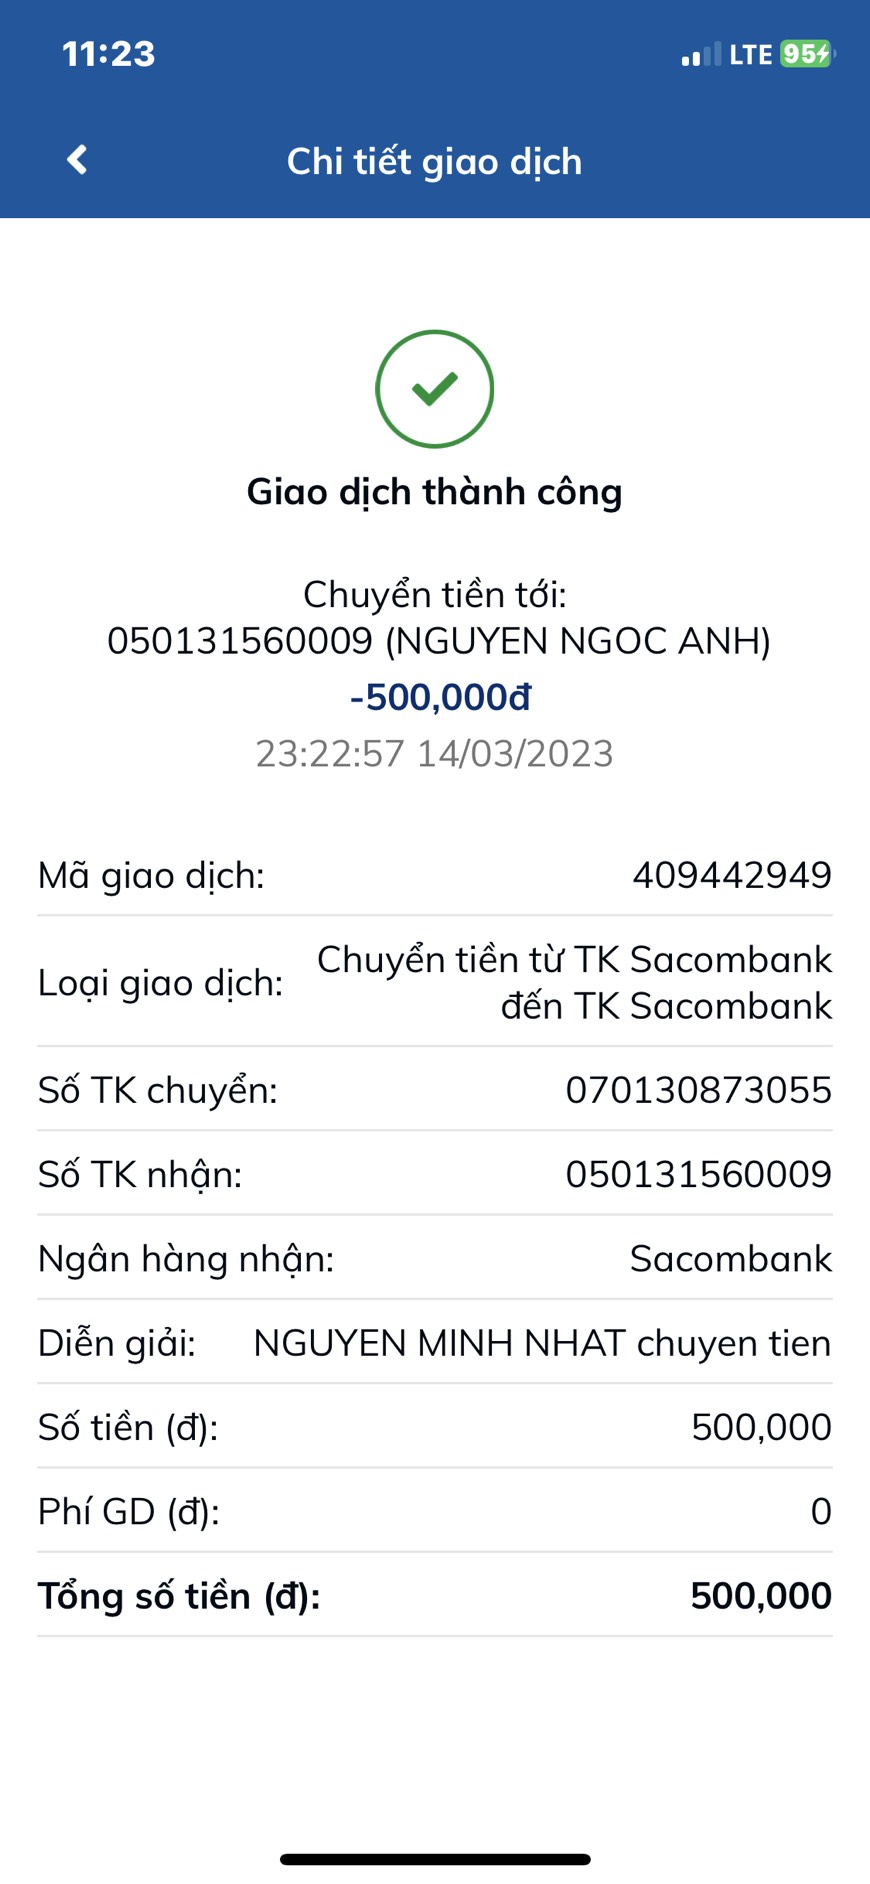 11:23
LTE 95
Chi tiết giao dịch
Giao dịch thành công
Chuyển tiền tới:
050131560009 (NGUYEN NGOC ANH)
-500,000đ
23:22:57 14/03/2023
Mã giao dịch: 409442949
Loại giao dịch: Chuyển tiền từ TK Sacombank
đến TK Sacombank
Số TK chuyển: 070130873055
Số TK nhận: 050131560009
Ngân hàng nhận: Sacombank
Diễn giải: NGUYEN MINH NHAT chuyen tien
Số tiền (đ): 500,000
Phí GD (đ): 0
Tổng số tiền (đ): 500,000